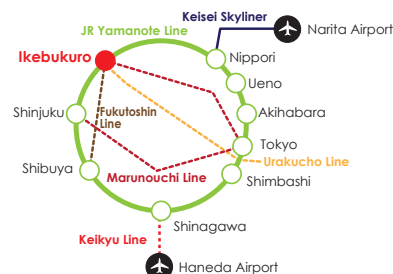 Keisei Skyliner
JR Yamanote Line
Narita Airport
Ikebukuro
Nippori
Ueno
Shinjuku
Fukutoshin
Line
Akihabara
Tokyo
Urakucho Line
Shibuya
Marunouchi Line
Shimbashi
Shinagawa
Keikyu Line
Haneda Airport